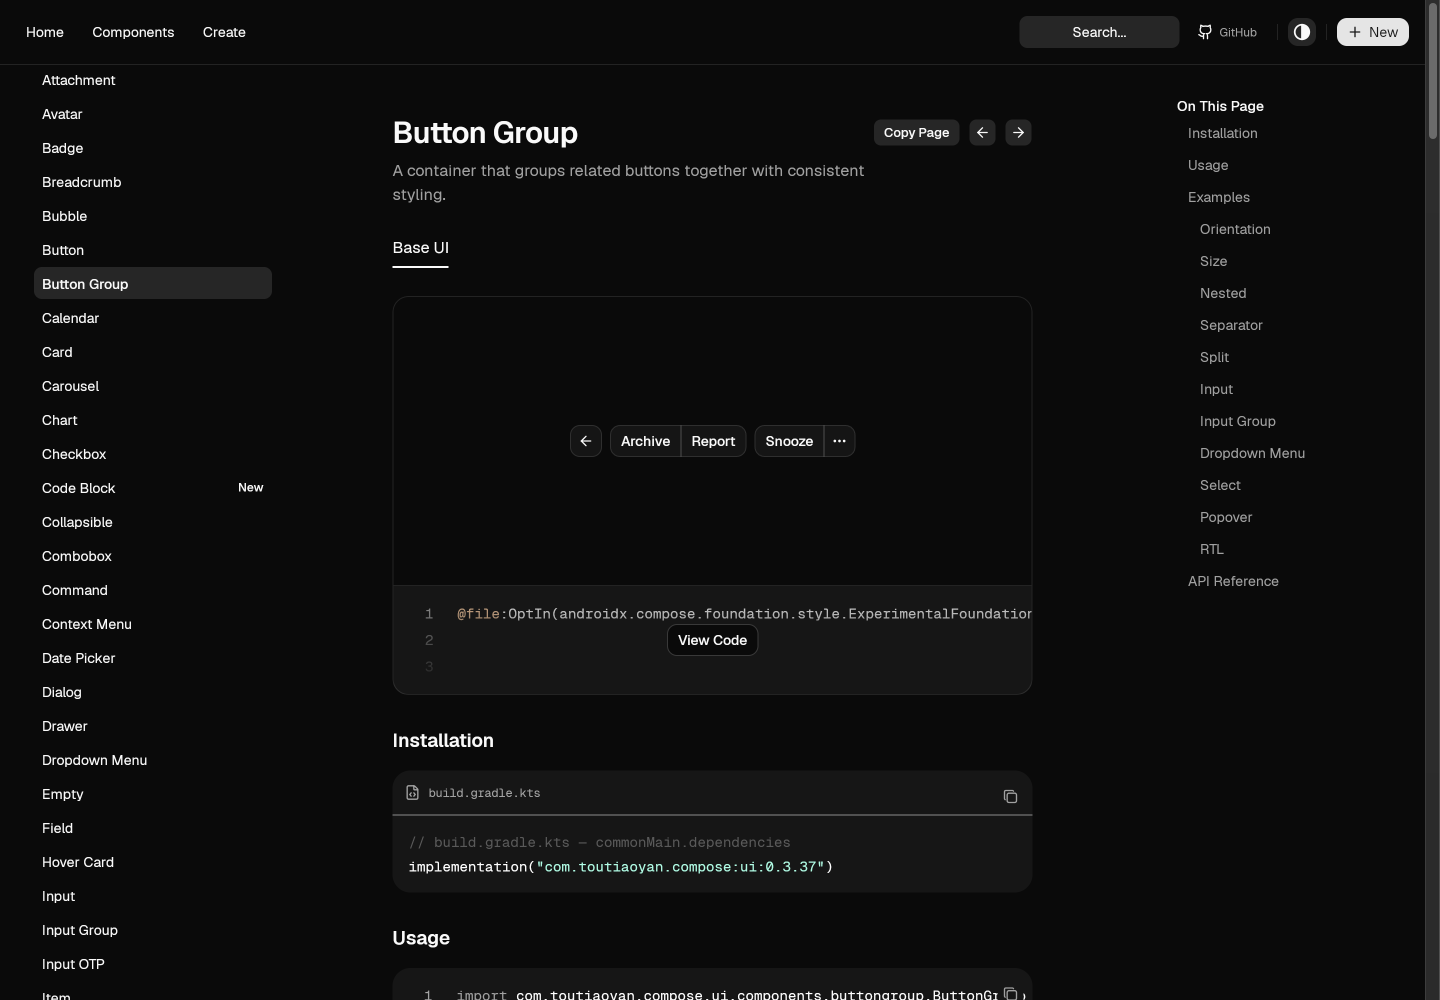 Home
Components
Create
Search...
GitHub
New
Attachment
Avatar
Badge
Breadcrumb
Bubble
Button
Button Group
Calendar
Card
Carousel
Chart
Checkbox
Code Block
New
Collapsible
Combobox
Command
Context Menu
Date Picker
Dialog
Drawer
Dropdown Menu
Empty
Field
Hover Card
Input
Input Group
Input OTP
Item
Button Group
Copy Page
A container that groups related buttons together with consistent
styling.
Base UI
Archive
Report
Snooze
1 @file:OptIn(androidx.compose.foundation.style.ExperimentalFoundation
2
3
View Code
Installation
build.gradle.kts
// build.gradle.kts — commonMain.dependencies
implementation("com.toutiaoyan.compose:ui:0.3.37")
Usage
1 import com.toutiaoyan.compose.ui.components.buttongroup.ButtonGr
On This Page
Installation
Usage
Examples
Orientation
Size
Nested
Separator
Split
Input
Input Group
Dropdown Menu
Select
Popover
RTL
API Reference